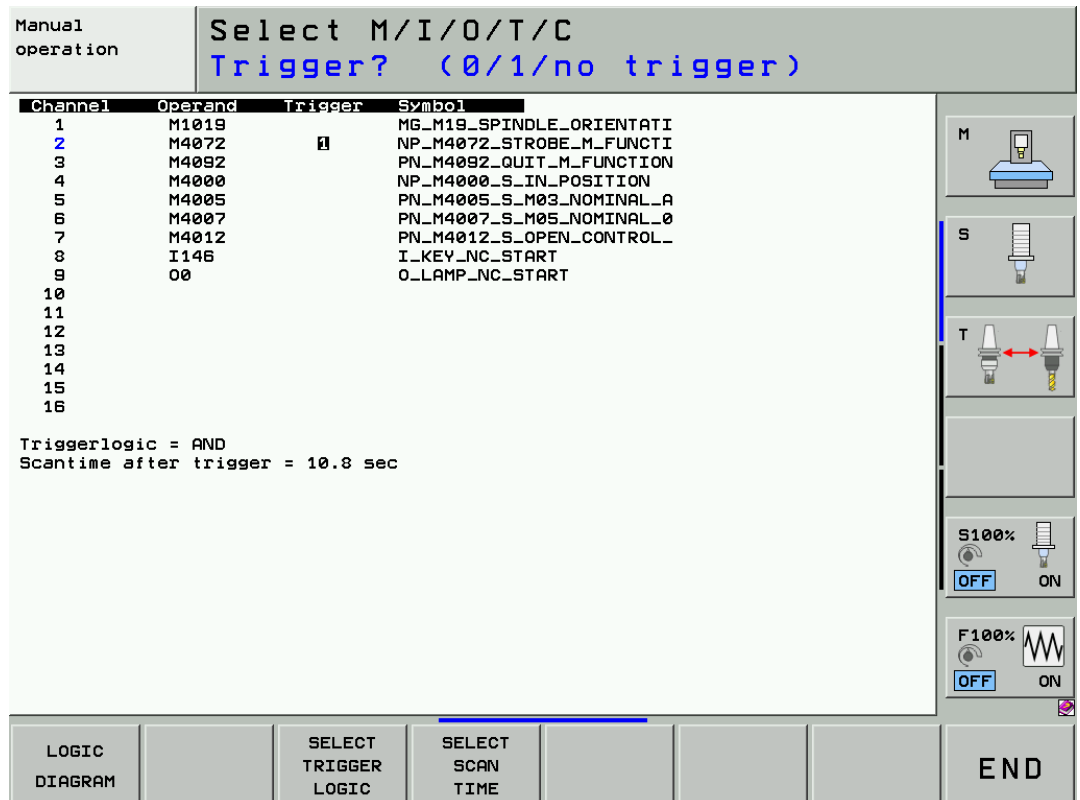 Manual operation
Select M/I/O/T/C
Trigger? (0/1/no trigger)
Channel Operand Trigger Symbol
1 M1019 MG_M19_SPINDLE_ORIENTATI
2 M4072 1 NP_M4072_STROBE_M_FUNCTI
3 M4092 PN_M4092_QUIT_M_FUNCTION
4 M4000 NP_M4000_S_IN_POSITION
5 M4005 PN_M4005_S_M03_NOMINAL_A
6 M4007 PN_M4007_S_M05_NOMINAL_0
7 M4012 PN_M4012_S_OPEN_CONTROL_
8 I146 I_KEY_NC_START
9 O0 O_LAMP_NC_START
10
11
12
13
14
15
16
Triggerlogic = AND
Scantime after trigger = 10.8 sec
M
S
T
S100%
OFF ON
F100%
OFF ON
LOGIC DIAGRAM
SELECT TRIGGER LOGIC
SELECT SCAN TIME
END